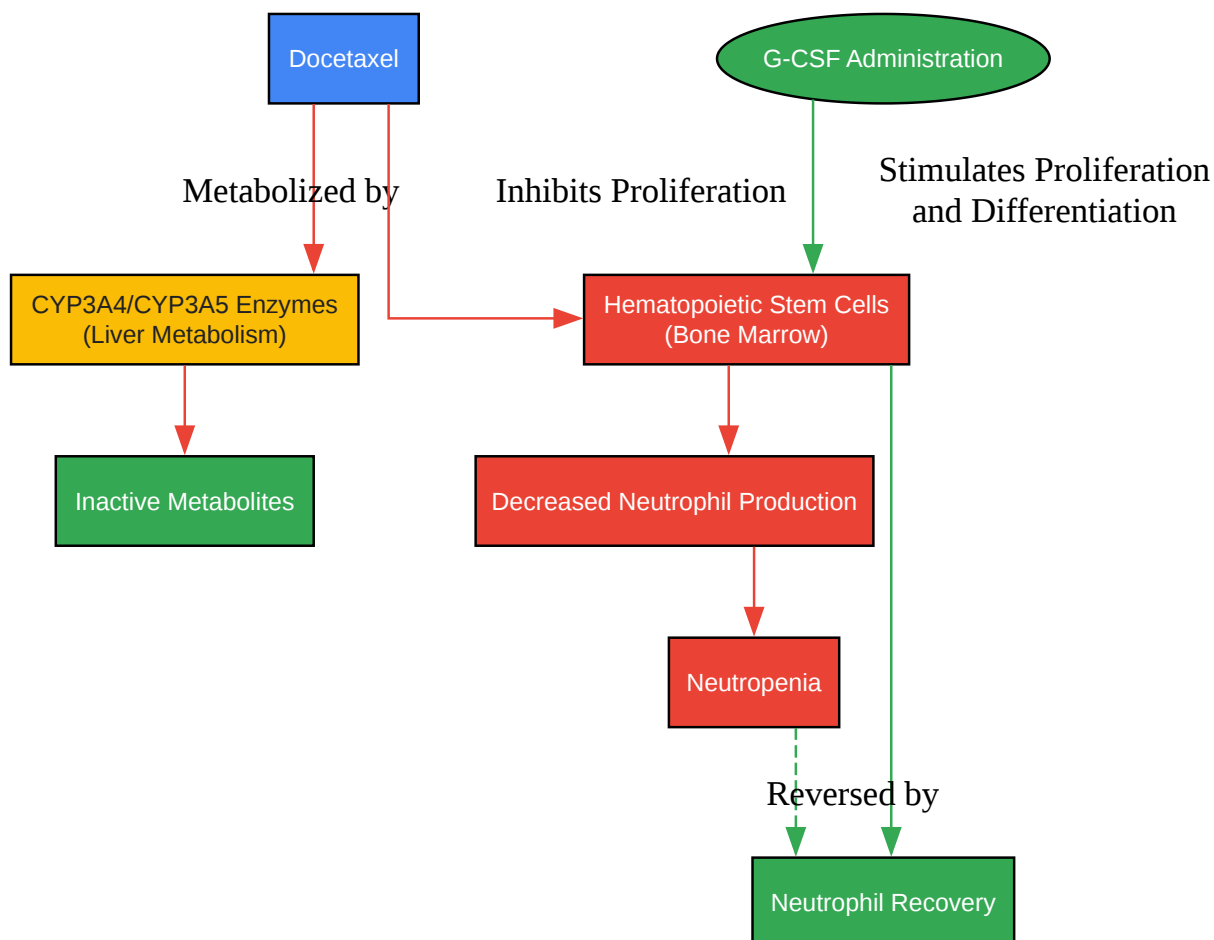 Docetaxel
G-CSF Administration
Metabolized by
Inhibits Proliferation
Stimulates Proliferation
and Differentiation
CYP3A4/CYP3A5 Enzymes
(Liver Metabolism)
Hematopoietic Stem Cells
(Bone Marrow)
Inactive Metabolites
Decreased Neutrophil Production
Neutropenia
Reversed by
Neutrophil Recovery